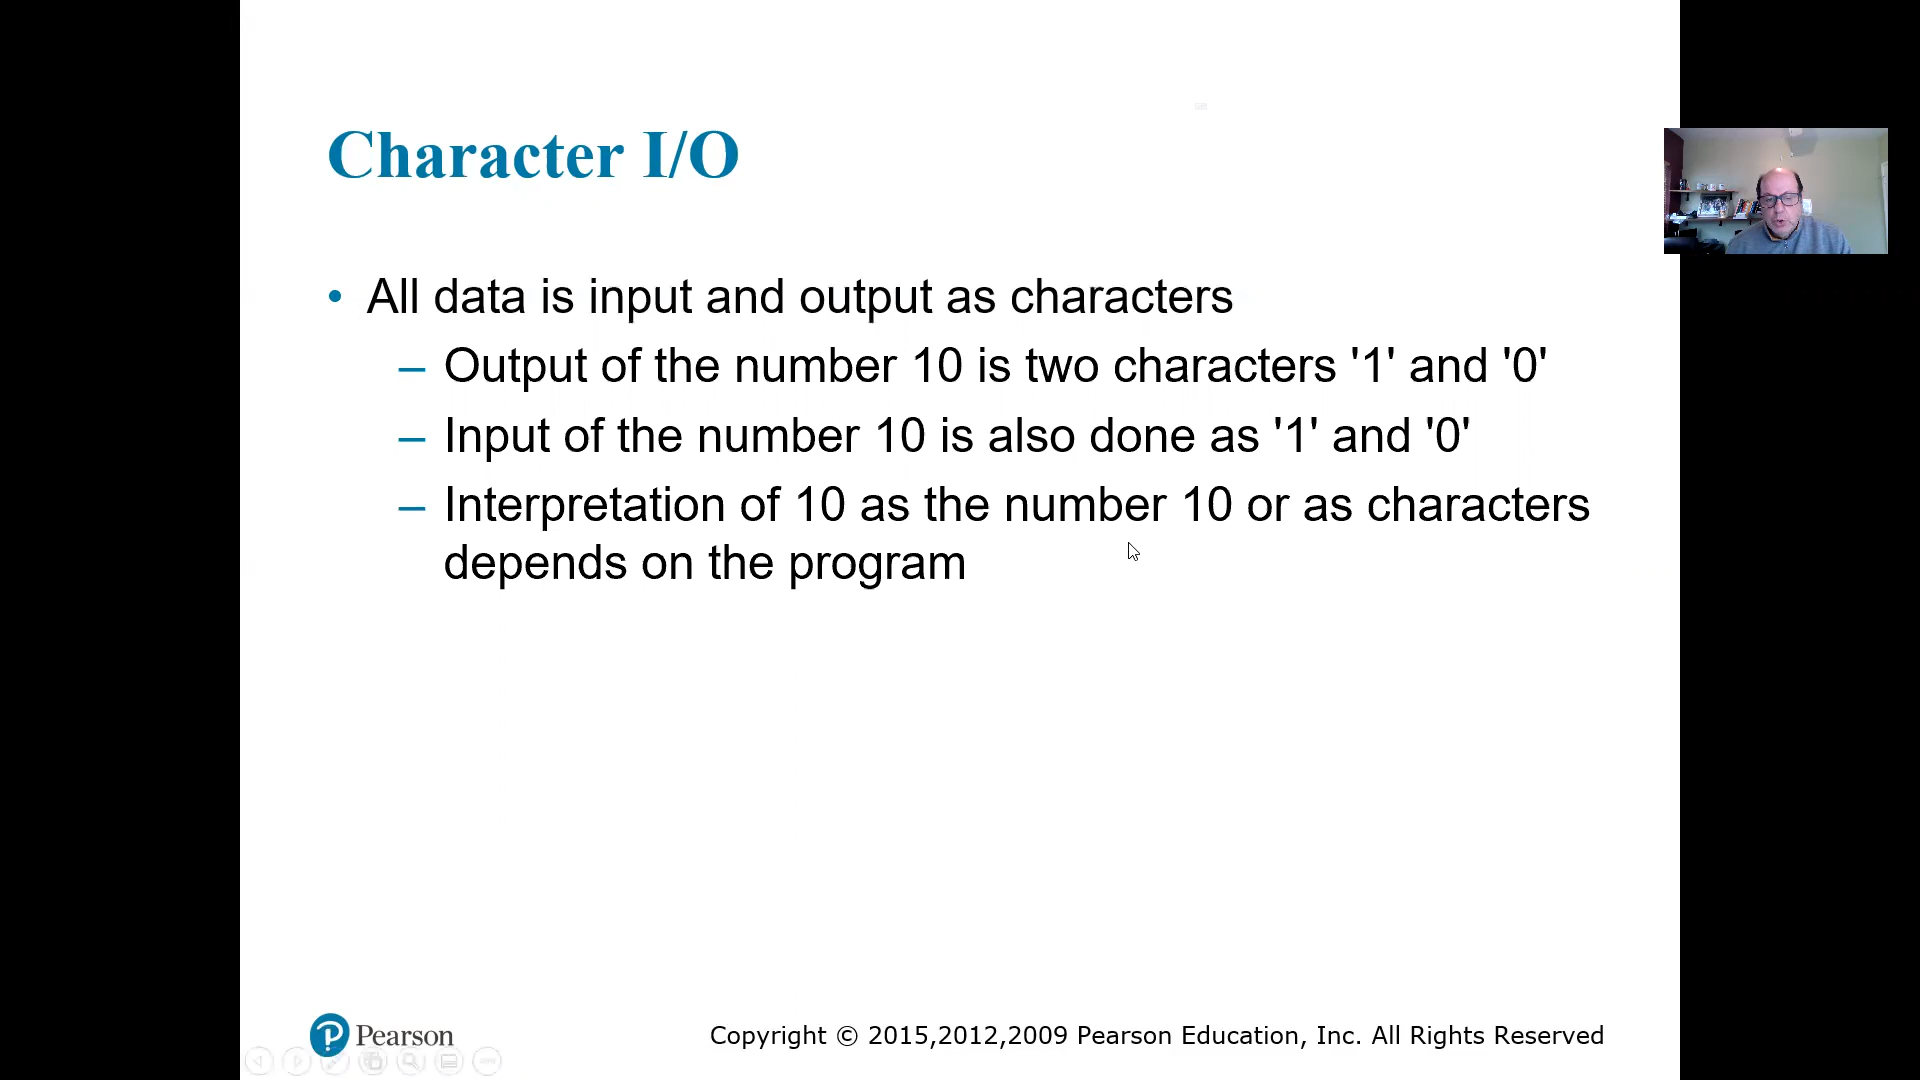 Character I/O
• All data is input and output as characters
– Output of the number 10 is two characters '1' and '0'
– Input of the number 10 is also done as '1' and '0'
– Interpretation of 10 as the number 10 or as characters
depends on the program
Pearson
Copyright © 2015,2012,2009 Pearson Education, Inc. All Rights Reserved